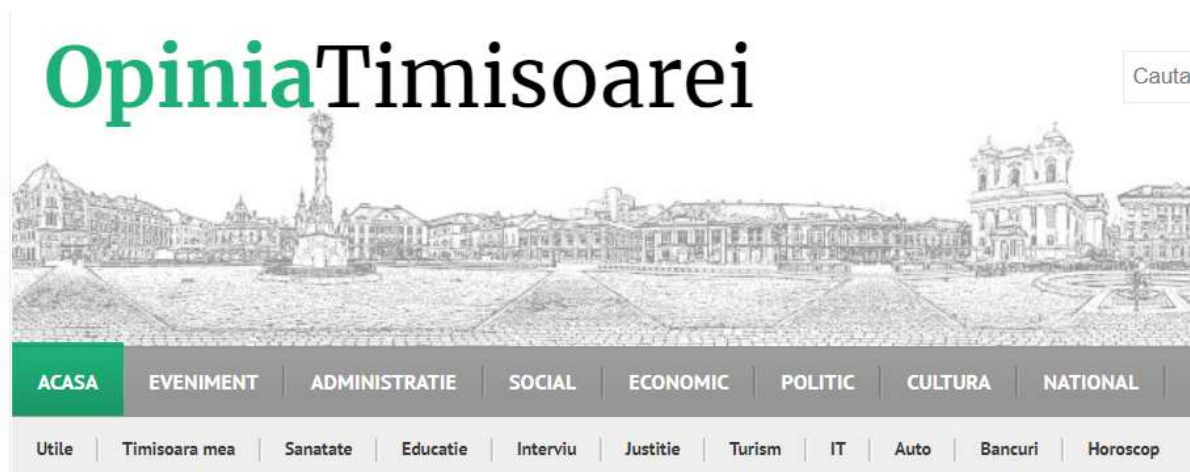 OpiniaTimisoarei
Cauta
ACASA EVENIMENT ADMINISTRATIE SOCIAL ECONOMIC POLITIC CULTURA NATIONAL
Utile Timisoara mea Sanatate Educatie Interviu Justitie Turism IT Auto Bancuri Horoscop